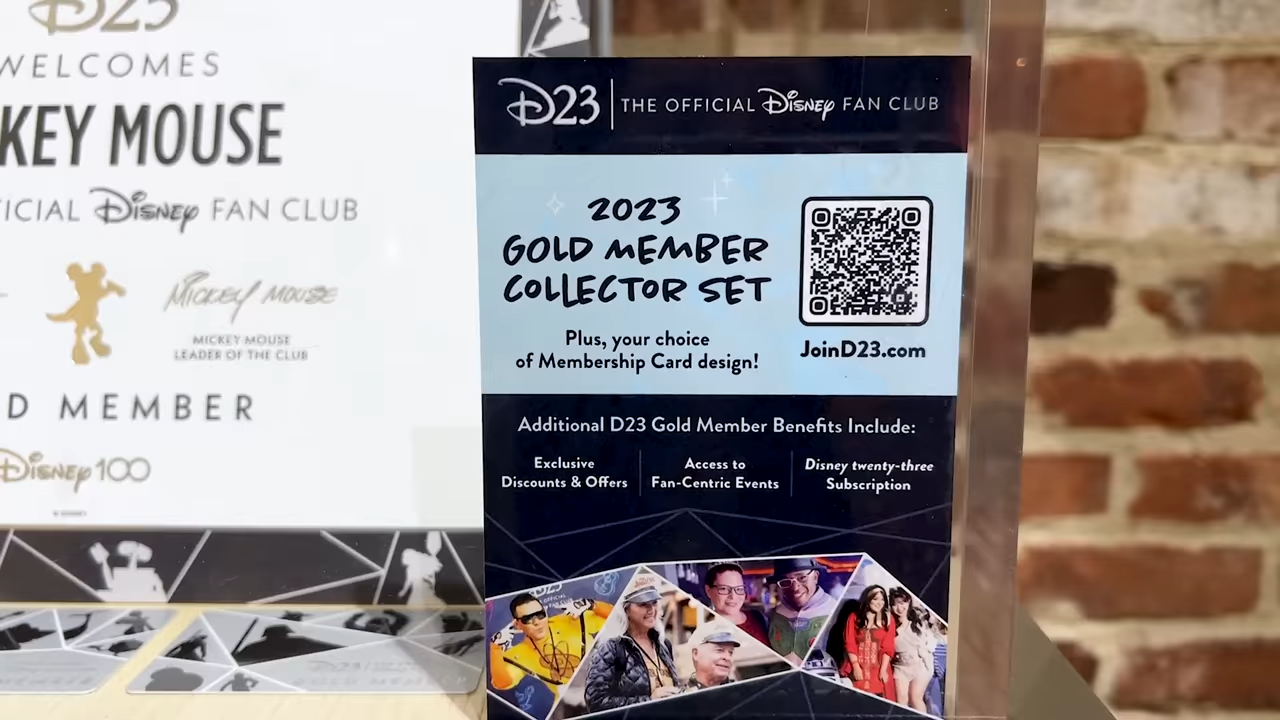 D23
WELCOMES
KEY MOUSE
ICIAL Disney FAN CLUB
Mickey Mouse
MICKEY MOUSE
LEADER OF THE CLUB
D MEMBER
Disney100
D23 THE OFFICIAL Disney FAN CLUB
2023
GOLD MEMBER
COLLECTOR SET
Plus, your choice
of Membership Card design!
JoinD23.com
Additional D23 Gold Member Benefits Include:
Exclusive
Discounts & Offers
Access to
Fan-Centric Events
Disney twenty-three
Subscription